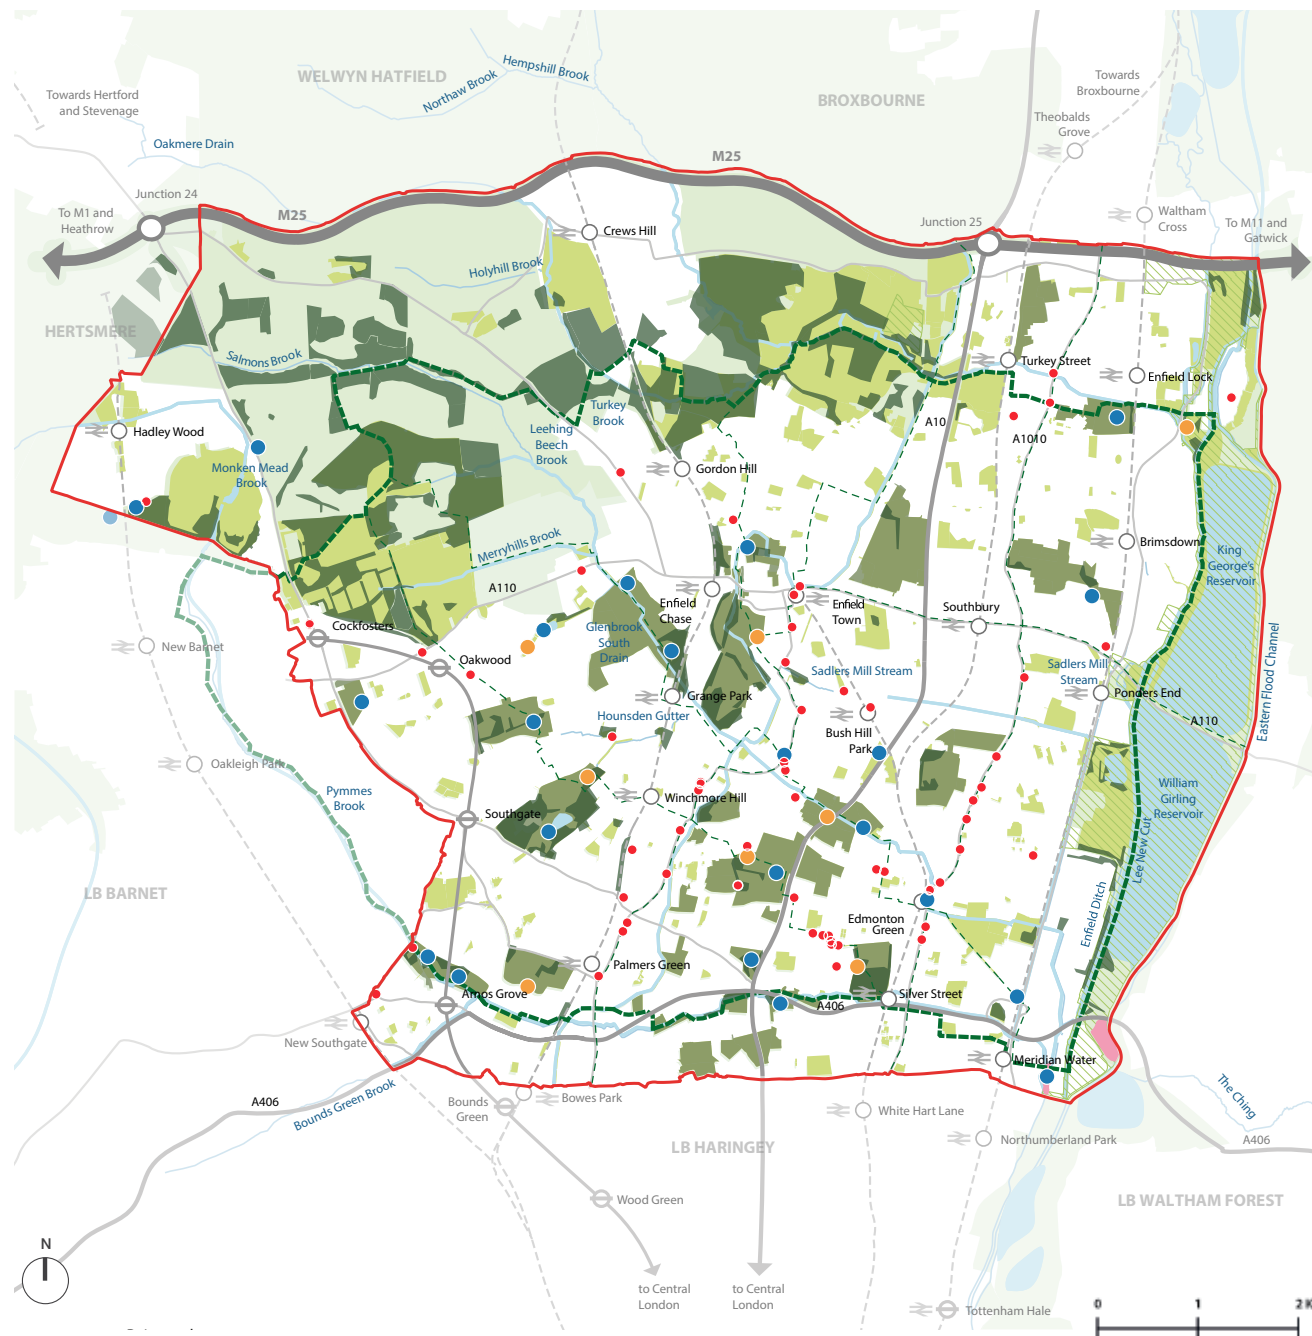 WELWYN HATFIELD
Hempshill Brook
Northaw Brook
BROXBOURNE
Towards
Broxbourne
Theobalds
Grove
Towards Hertford
and Stevenage
Oakmere Drain
M25
Junction 24
To M1 and
Heathrow
M25
Crews Hill
Junction 25
Waltham
Cross
To M11 and
Gatwick
Holyhill Brook
HERTSMERE
Salmons Brook
Turkey Street
Enfield Lock
Hadley Wood
Turkey
Brook
Leehing
Beech
Brook
A10
A1010
Monken Mead
Brook
Gordon Hill
Merryhills Brook
Brimsdown
King
George's
Reservoir
A110
Enfield
Chase
Enfield
Town
Southbury
Cockfosters
Glenbrook
South
Drain
New Barnet
Oakwood
Sadlers Mill Stream
Sadlers Mill
Stream
Eastern Flood Channel
Grange Park
Ponders End
Hounsden Gutter
A110
Bush Hill
Park
Oakleigh Park
Pymmes
Brook
Winchmore Hill
William
Girling
Reservoir
Southgate
Lee New Cut
LB BARNET
Enfield Ditch
Edmonton
Green
Palmers Green
Amos Grove
Silver Street
A406
New Southgate
Meridian Water
A406
Bounds Green Brook
Bounds
Green
Bowes Park
White Hart Lane
The Ching
Northumberland Park
A406
LB HARINGEY
Wood Green
LB WALTHAM FOREST
N
to Central
London
to Central
London
Tottenham Hale
0 1 2 K